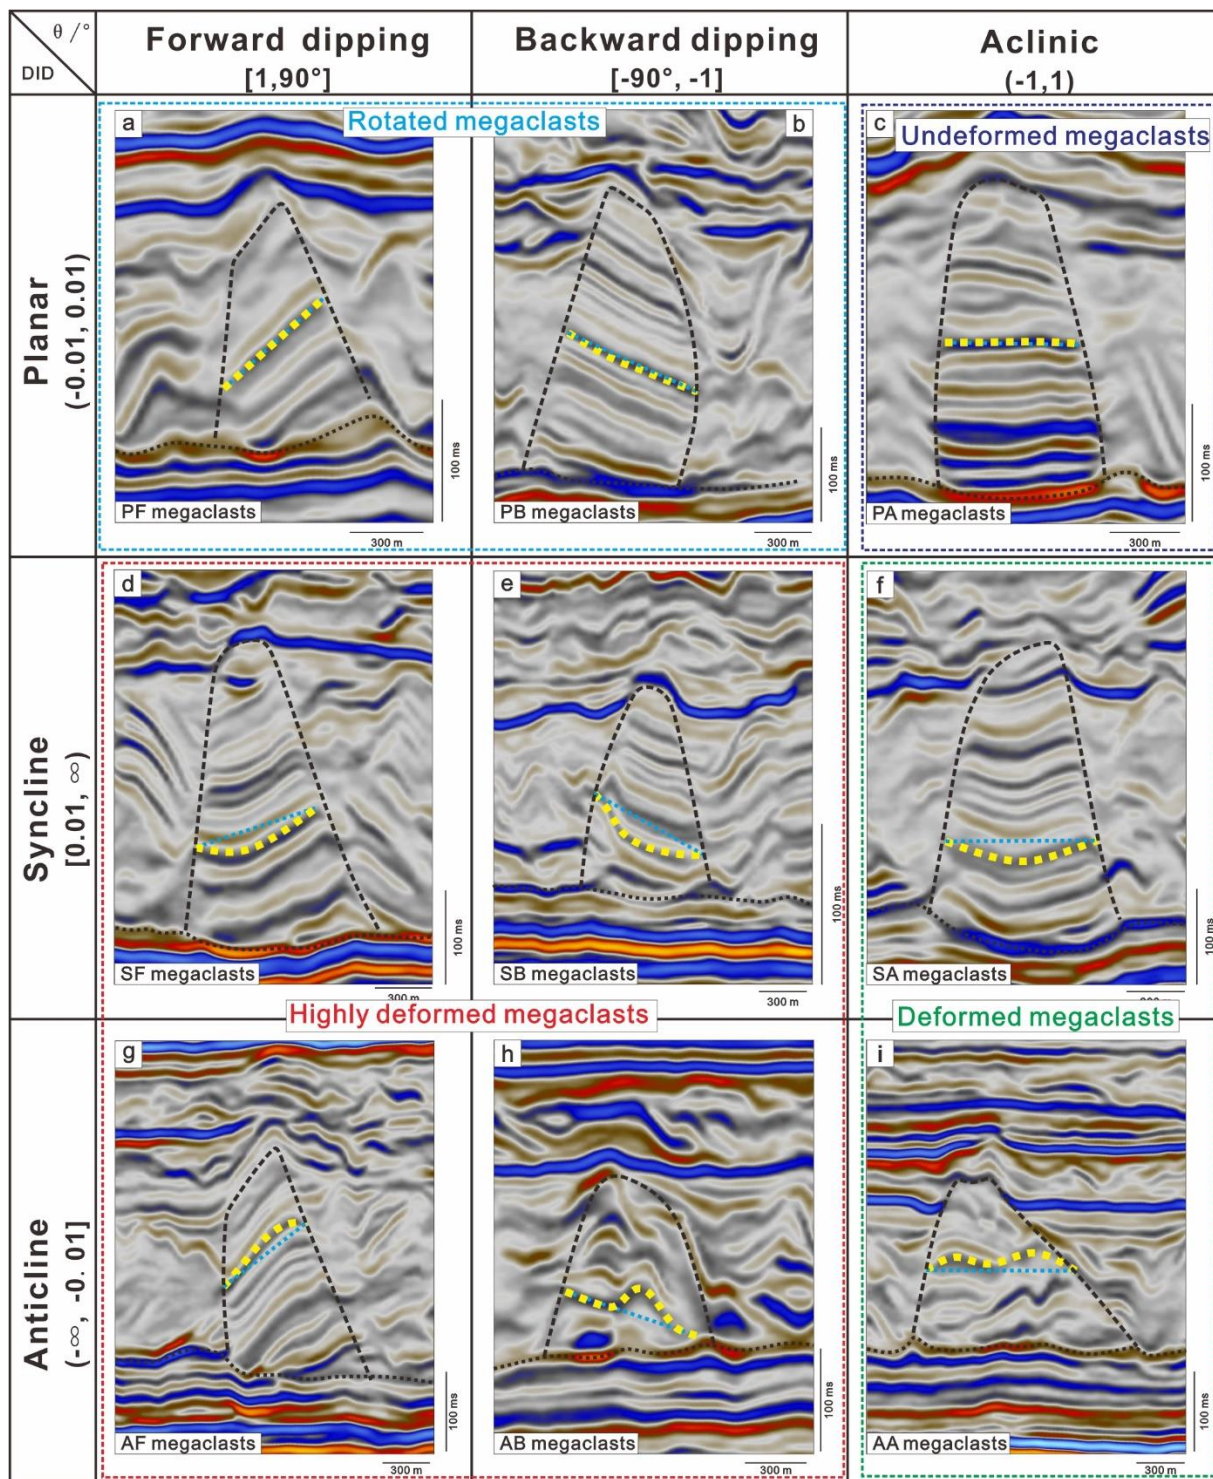 θ /°
DID
Forward dipping
[1,90°]
Backward dipping
[-90°, -1]
Aclinic
(-1,1)
Planar
(-0.01, 0.01)
a
Rotated megaclasts
b
c
Undeformed megaclasts
PF megaclasts
100 ms
300 m
PB megaclasts
100 ms
300 m
PA megaclasts
100 ms
300 m
Syncline
[0.01, ∞)
d
e
f
SF megaclasts
100 ms
300 m
SB megaclasts
100 ms
300 m
SA megaclasts
100 ms
Highly deformed megaclasts
Deformed megaclasts
Anticline
(-∞, -0.01]
g
h
i
AF megaclasts
100 ms
300 m
AB megaclasts
100 ms
300 m
AA megaclasts
100 ms
300 m